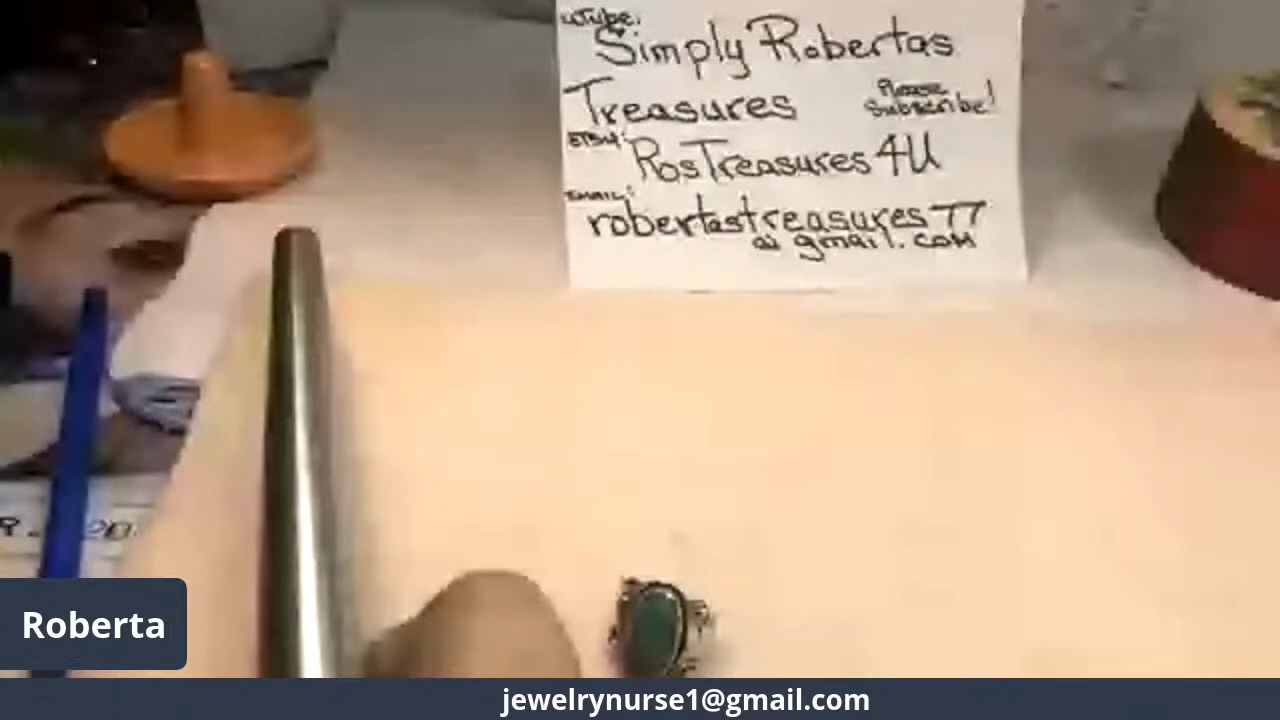 uTube:
Simply Robertas
Treasures
Please
Subscribe!
ETSY:
RosTreasures4U
EMAIL:
robertastreasures77
@ gmail.com
Roberta
jewelrynurse1@gmail.com